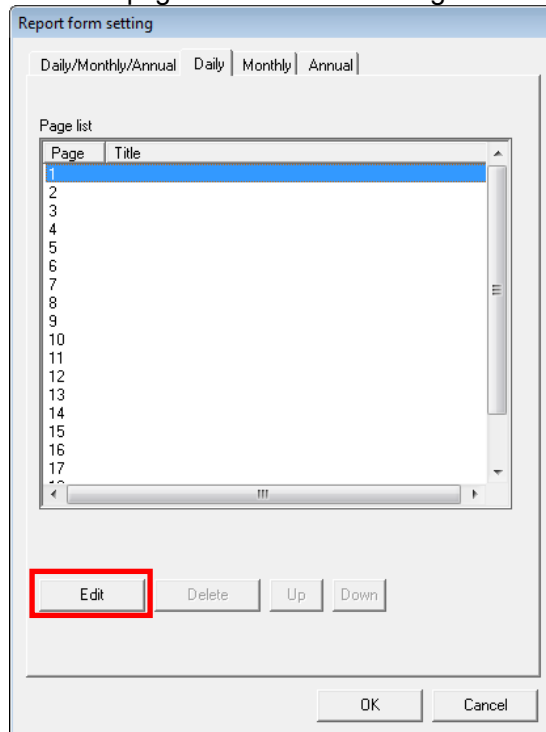 Report form setting
Daily/Monthly/Annual Daily Monthly Annual
Page list
Page Title
1
2
3
4
5
6
7
8
9
10
11
12
13
14
15
16
17
Edit Delete Up Down
OK Cancel